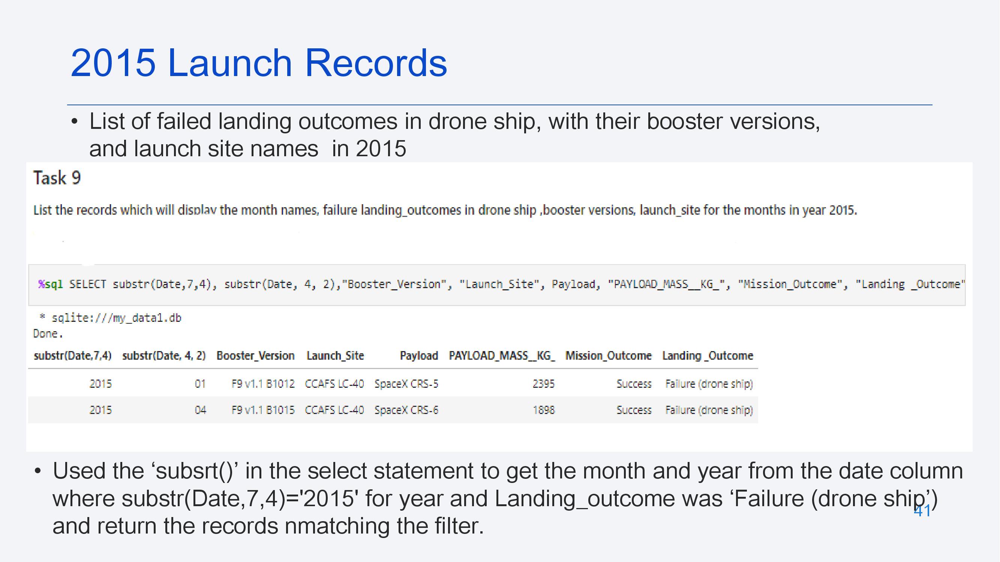 2015 Launch Records
• List of failed landing outcomes in drone ship, with their booster versions,
and launch site names  in 2015
Task 9
List the records which will display the month names, failure landing_outcomes in drone ship ,booster versions, launch_site for the months in year 2015.
%sql SELECT substr(Date,7,4), substr(Date, 4, 2),"Booster_Version", "Launch_Site", Payload, "PAYLOAD_MASS__KG_", "Mission_Outcome", "Landing _Outcome"
* sqlite:///my_data1.db
Done.
substr(Date,7,4) substr(Date, 4, 2) Booster_Version Launch_Site Payload PAYLOAD_MASS__KG_ Mission_Outcome Landing _Outcome
2015 01 F9 v1.1 B1012 CCAFS LC-40 SpaceX CRS-5 2395 Success Failure (drone ship)
2015 04 F9 v1.1 B1015 CCAFS LC-40 SpaceX CRS-6 1898 Success Failure (drone ship)
• Used the ‘subsrt()’ in the select statement to get the month and year from the date column
where substr(Date,7,4)='2015' for year and Landing_outcome was ‘Failure (drone ship’)
and return the records nmatching the filter.
41